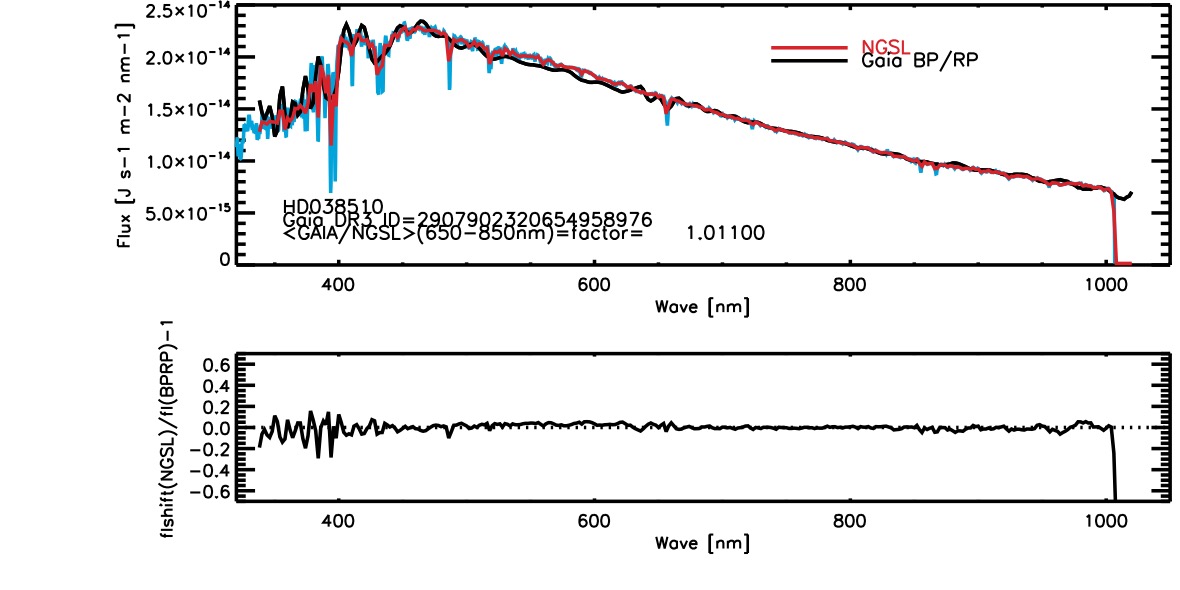 2.5×10⁻¹⁴
2.0×10⁻¹⁴
1.5×10⁻¹⁴
1.0×10⁻¹⁴
5.0×10⁻¹⁵
0
Flux [J s−1 m−2 nm−1]
NGSL
Gaia BP/RP
HD038510
Gaia DR3 ID=2907902320654958976
<GAIA/NGSL>(650−850nm)=factor= 1.01100
400 600 800 1000
Wave [nm]
flshift(NGSL)/fl(BPRP)−1
0.6
0.4
0.2
0.0
−0.2
−0.4
−0.6
400 600 800 1000
Wave [nm]